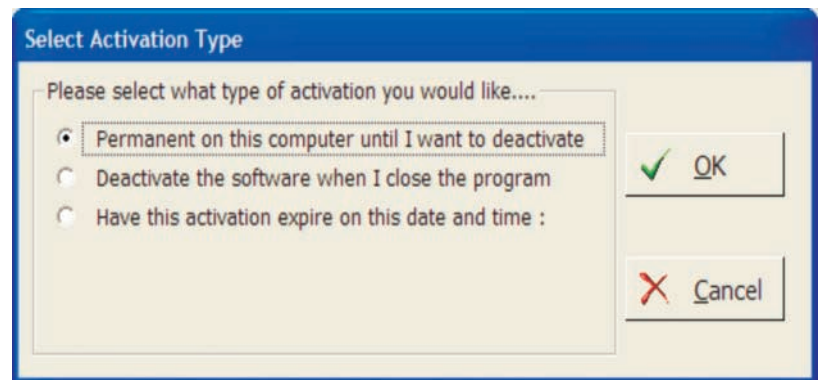 Select Activation Type
Please select what type of activation you would like....
Permanent on this computer until I want to deactivate
Deactivate the software when I close the program
Have this activation expire on this date and time :
OK
Cancel